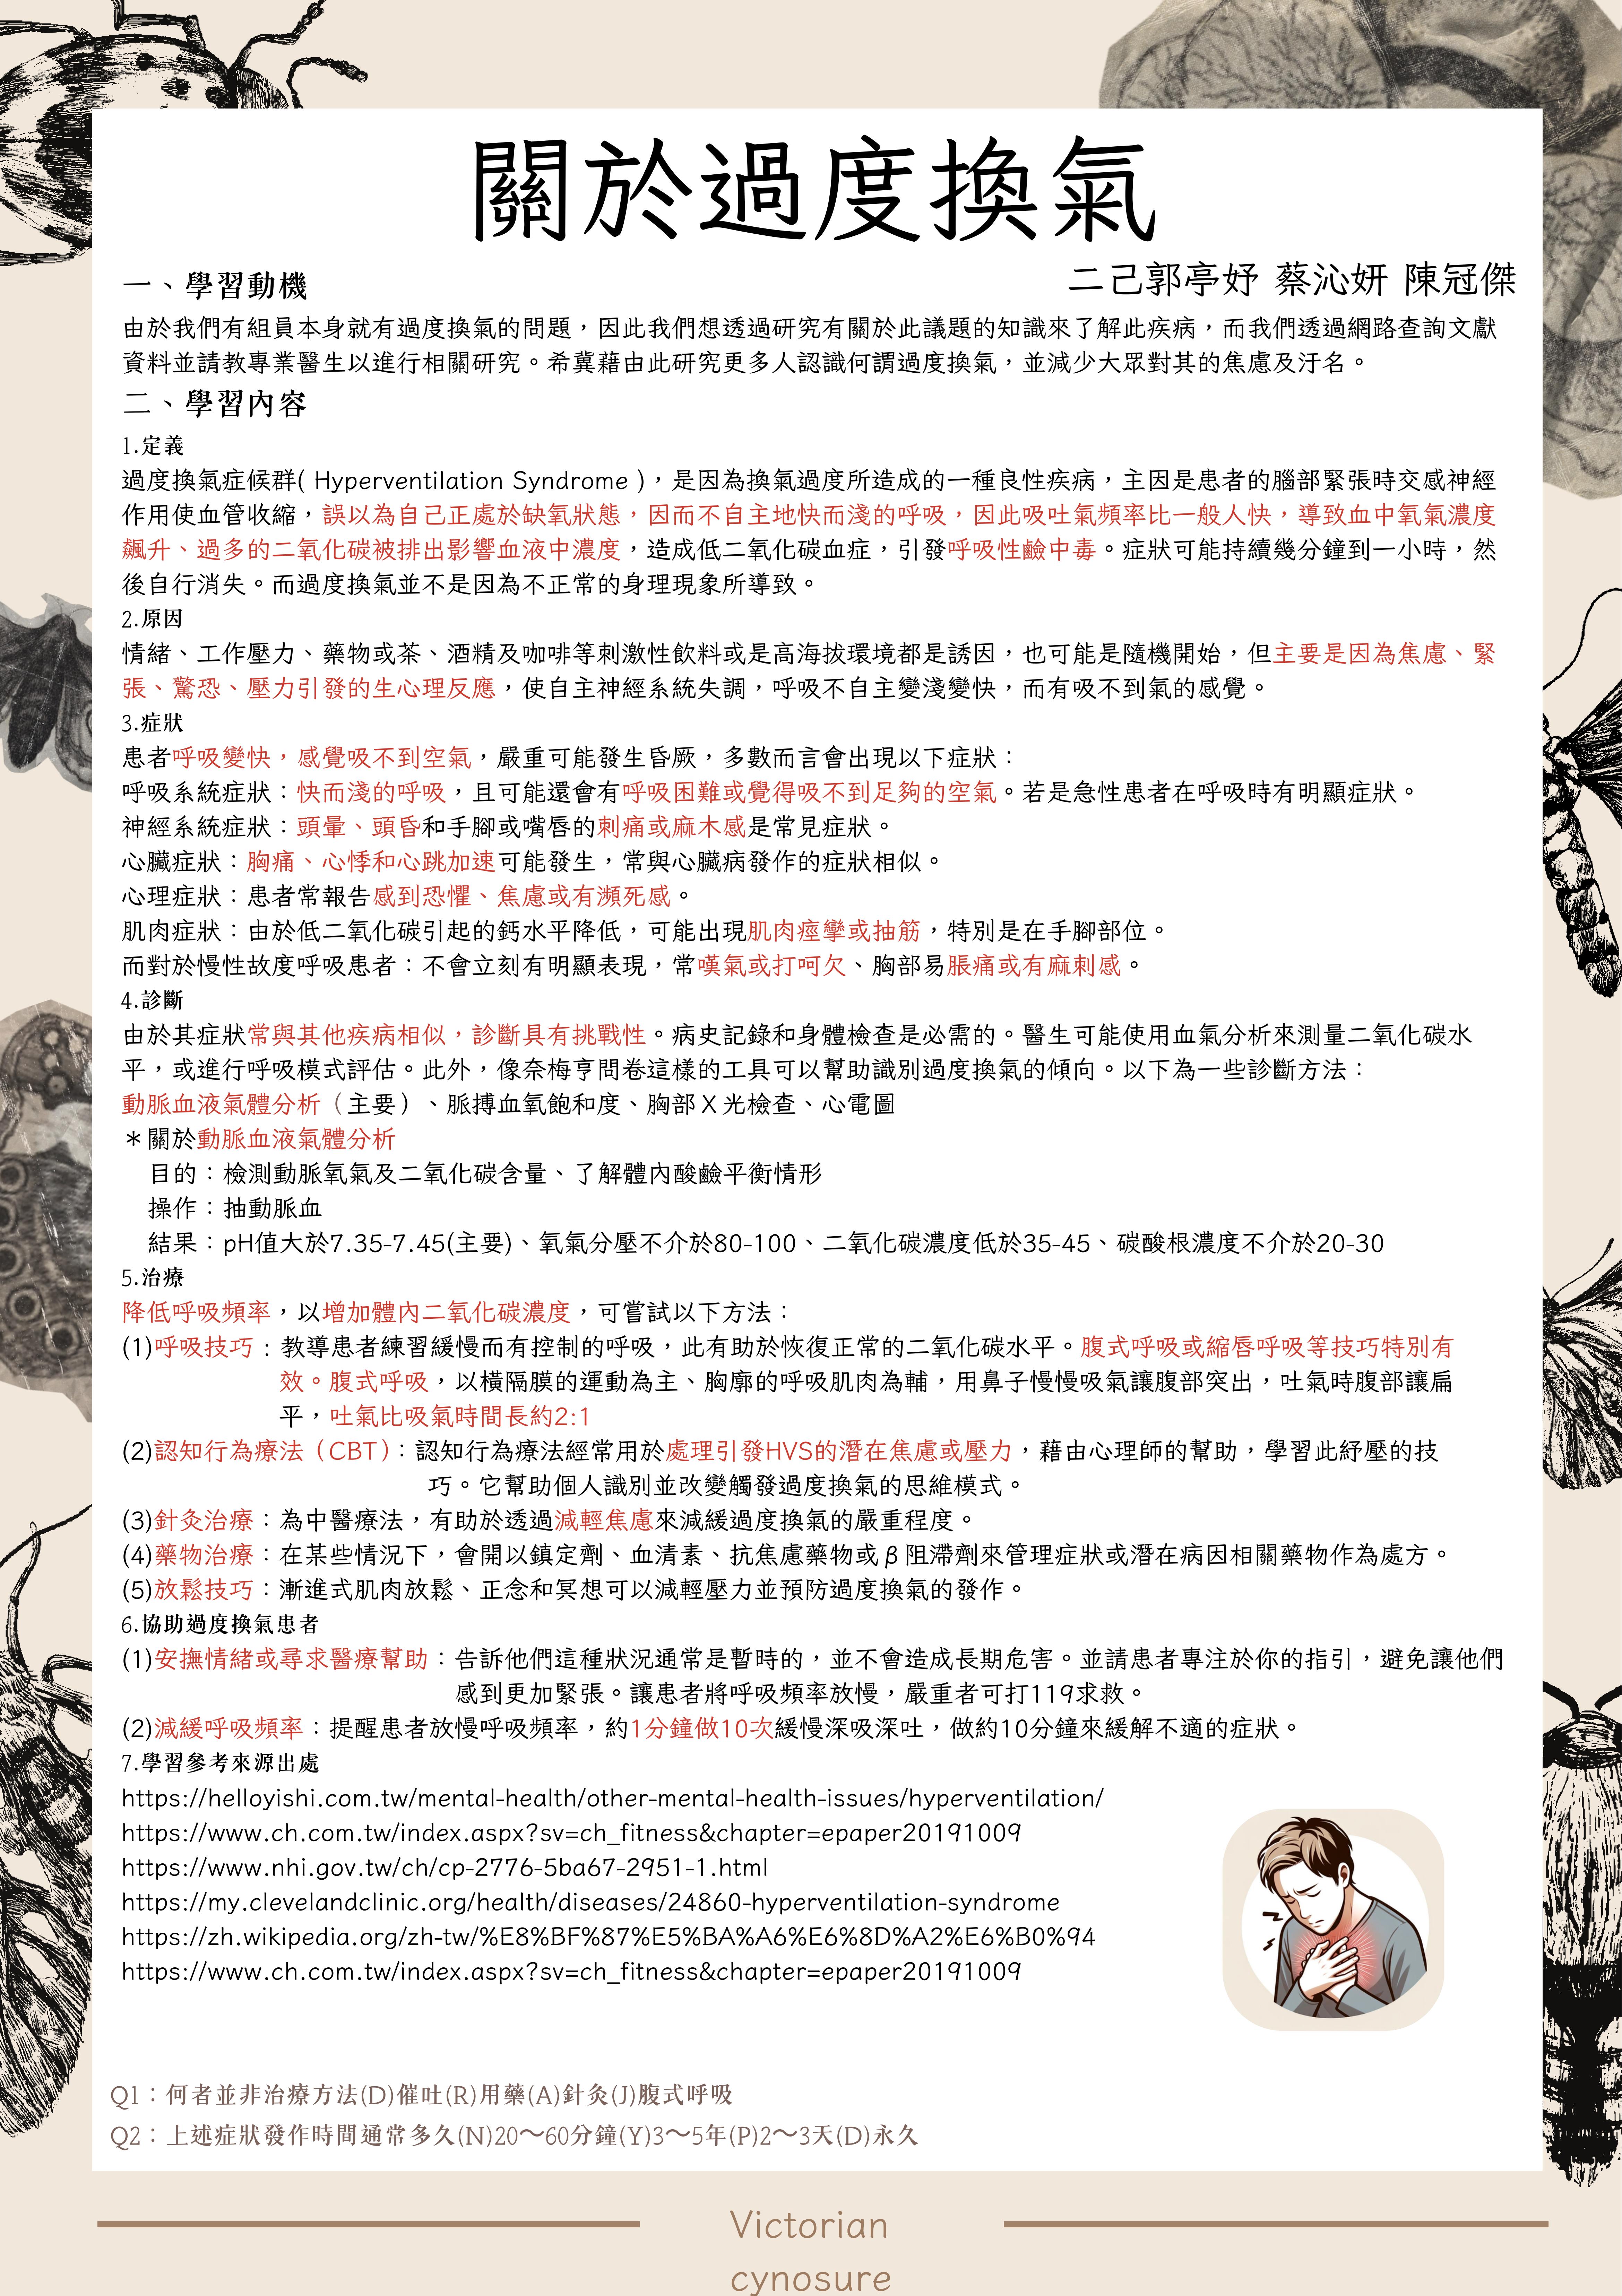 關於過度換氣
二己郭亭妤 蔡沁妍 陳冠傑
一、學習動機
由於我們有組員本身就有過度換氣的問題，因此我們想透過研究有關於此議題的知識來了解此疾病，而我們透過網路查詢文獻
資料並請教專業醫生以進行相關研究。希冀藉由此研究更多人認識何謂過度換氣，並減少大眾對其的焦慮及汙名。
二、學習內容
1.定義
過度換氣症候群( Hyperventilation Syndrome )，是因為換氣過度所造成的一種良性疾病，主因是患者的腦部緊張時交感神經
作用使血管收縮，誤以為自己正處於缺氧狀態，因而不自主地快而淺的呼吸，因此吸吐氣頻率比一般人快，導致血中氧氣濃度
飆升、過多的二氧化碳被排出影響血液中濃度，造成低二氧化碳血症，引發呼吸性鹼中毒。症狀可能持續幾分鐘到一小時，然
後自行消失。而過度換氣並不是因為不正常的身理現象所導致。
2.原因
情緒、工作壓力、藥物或茶、酒精及咖啡等刺激性飲料或是高海拔環境都是誘因，也可能是隨機開始，但主要是因為焦慮、緊
張、驚恐、壓力引發的生心理反應，使自主神經系統失調，呼吸不自主變淺變快，而有吸不到氣的感覺。
3.症狀
患者呼吸變快，感覺吸不到空氣，嚴重可能發生昏厥，多數而言會出現以下症狀：
呼吸系統症狀：快而淺的呼吸，且可能還會有呼吸困難或覺得吸不到足夠的空氣。若是急性患者在呼吸時有明顯症狀。
神經系統症狀：頭暈、頭昏和手腳或嘴唇的刺痛或麻木感是常見症狀。
心臟症狀：胸痛、心悸和心跳加速可能發生，常與心臟病發作的症狀相似。
心理症狀：患者常報告感到恐懼、焦慮或有瀕死感。
肌肉症狀：由於低二氧化碳引起的鈣水平降低，可能出現肌肉痙攣或抽筋，特別是在手腳部位。
而對於慢性故度呼吸患者：不會立刻有明顯表現，常嘆氣或打呵欠、胸部易脹痛或有麻刺感。
4.診斷
由於其症狀常與其他疾病相似，診斷具有挑戰性。病史記錄和身體檢查是必需的。醫生可能使用血氣分析來測量二氧化碳水
平，或進行呼吸模式評估。此外，像奈梅亨問卷這樣的工具可以幫助識別過度換氣的傾向。以下為一些診斷方法：
動脈血液氣體分析（主要）、脈搏血氧飽和度、胸部Ｘ光檢查、心電圖
＊關於動脈血液氣體分析
目的：檢測動脈氧氣及二氧化碳含量、了解體內酸鹼平衡情形
操作：抽動脈血
結果：pH值大於7.35-7.45(主要)、氧氣分壓不介於80-100、二氧化碳濃度低於35-45、碳酸根濃度不介於20-30
5.治療
降低呼吸頻率，以增加體內二氧化碳濃度，可嘗試以下方法：
(1)呼吸技巧：教導患者練習緩慢而有控制的呼吸，此有助於恢復正常的二氧化碳水平。腹式呼吸或縮唇呼吸等技巧特別有
效。腹式呼吸，以橫隔膜的運動為主、胸廓的呼吸肌肉為輔，用鼻子慢慢吸氣讓腹部突出，吐氣時腹部讓扁
平，吐氣比吸氣時間長約2:1
(2)認知行為療法（CBT）：認知行為療法經常用於處理引發HVS的潛在焦慮或壓力，藉由心理師的幫助，學習此紓壓的技
巧。它幫助個人識別並改變觸發過度換氣的思維模式。
(3)針灸治療：為中醫療法，有助於透過減輕焦慮來減緩過度換氣的嚴重程度。
(4)藥物治療：在某些情況下，會開以鎮定劑、血清素、抗焦慮藥物或β阻滯劑來管理症狀或潛在病因相關藥物作為處方。
(5)放鬆技巧：漸進式肌肉放鬆、正念和冥想可以減輕壓力並預防過度換氣的發作。
6.協助過度換氣患者
(1)安撫情緒或尋求醫療幫助：告訴他們這種狀況通常是暫時的，並不會造成長期危害。並請患者專注於你的指引，避免讓他們
感到更加緊張。讓患者將呼吸頻率放慢，嚴重者可打119求救。
(2)減緩呼吸頻率：提醒患者放慢呼吸頻率，約1分鐘做10次緩慢深吸深吐，做約10分鐘來緩解不適的症狀。
7.學習參考來源出處
https://helloyishi.com.tw/mental-health/other-mental-health-issues/hyperventilation/
https://www.ch.com.tw/index.aspx?sv=ch_fitness&chapter=epaper20191009
https://www.nhi.gov.tw/ch/cp-2776-5ba67-2951-1.html
https://my.clevelandclinic.org/health/diseases/24860-hyperventilation-syndrome
https://zh.wikipedia.org/zh-tw/%E8%BF%87%E5%BA%A6%E6%8D%A2%E6%B0%94
https://www.ch.com.tw/index.aspx?sv=ch_fitness&chapter=epaper20191009
Q1：何者並非治療方法(D)催吐(R)用藥(A)針灸(J)腹式呼吸
Q2：上述症狀發作時間通常多久(N)20～60分鐘(Y)3～5年(P)2～3天(D)永久
Victorian
cynosure